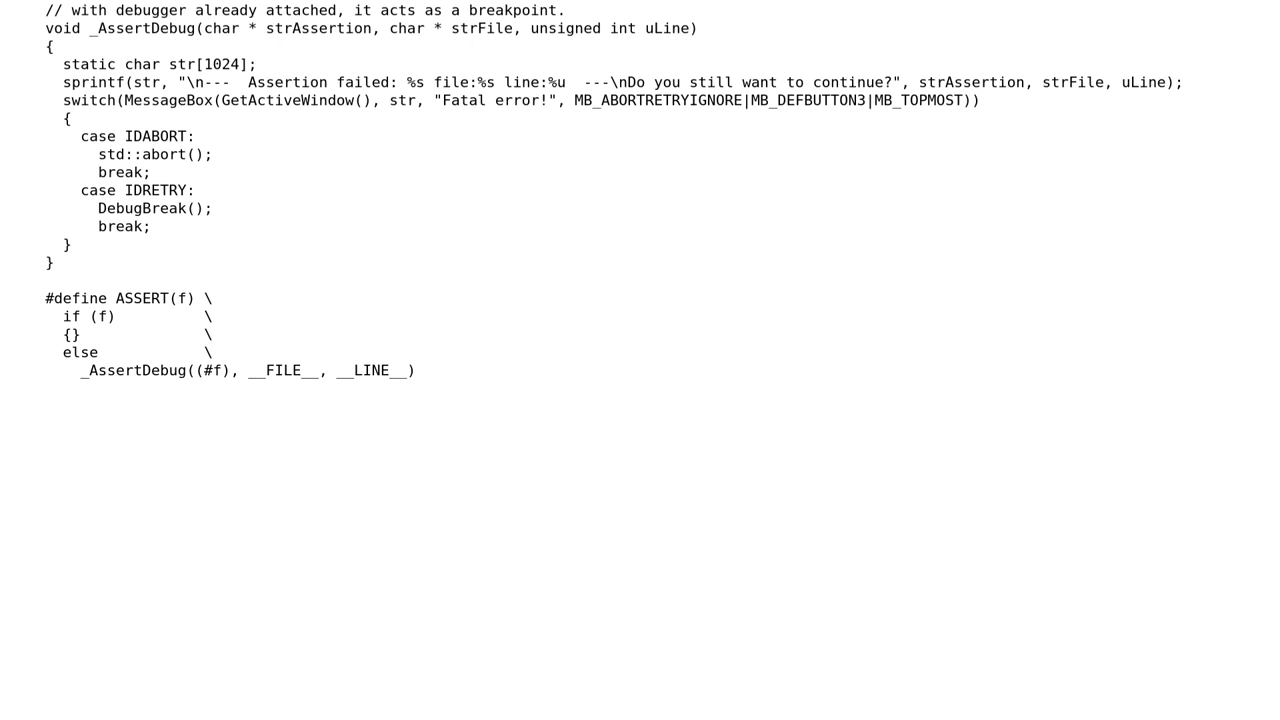 // with debugger already attached, it acts as a breakpoint.
void _AssertDebug(char * strAssertion, char * strFile, unsigned int uLine)
{
  static char str[1024];
  sprintf(str, "\n---  Assertion failed: %s file:%s line:%u  ---\nDo you still want to continue?", strAssertion, strFile, uLine);
  switch(MessageBox(GetActiveWindow(), str, "Fatal error!", MB_ABORTRETRYIGNORE|MB_DEFBUTTON3|MB_TOPMOST))
  {
    case IDABORT:
      std::abort();
      break;
    case IDRETRY:
      DebugBreak();
      break;
  }
}

#define ASSERT(f) \
  if (f)          \
  {}              \
  else            \
    _AssertDebug((#f), __FILE__, __LINE__)